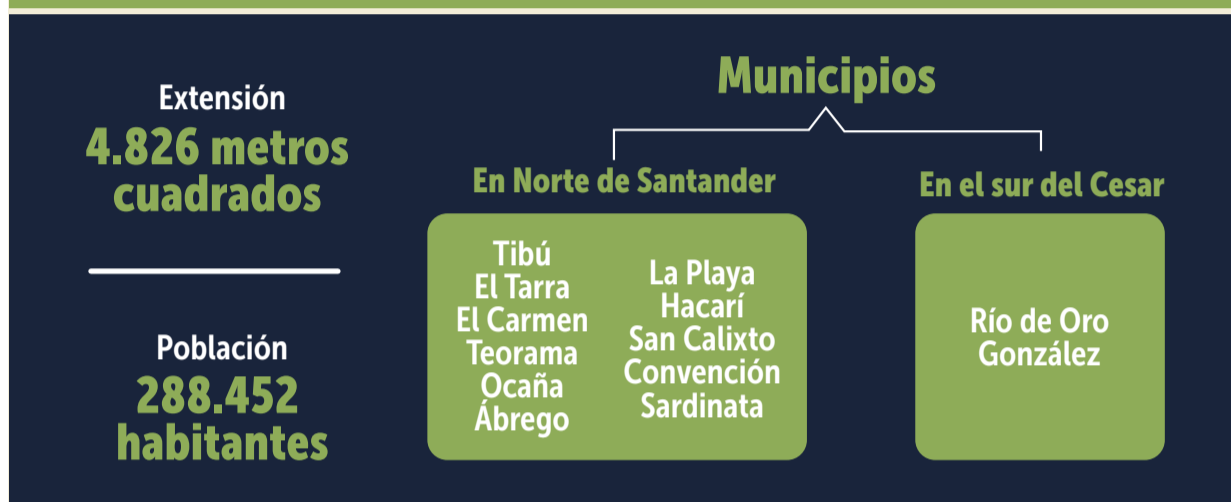 Extensión
4.826 metros
cuadrados
Población
288.452
habitantes
Municipios
En Norte de Santander
Tibú
El Tarra
El Carmen
Teorama
Ocaña
Ábrego
La Playa
Hacarí
San Calixto
Convención
Sardinata
En el sur del Cesar
Río de Oro
González